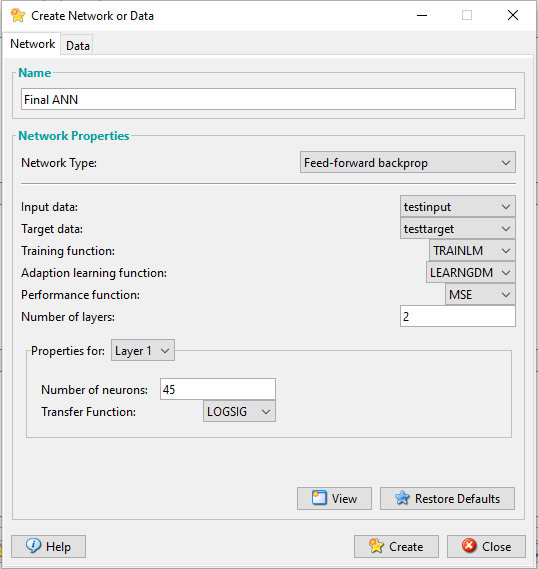 Create Network or Data
Network Data
Name
Final ANN
Network Properties
Network Type: Feed-forward backprop
Input data: testinput
Target data: testtarget
Training function: TRAINLM
Adaption learning function: LEARNGDM
Performance function: MSE
Number of layers: 2
Properties for: Layer 1
Number of neurons: 45
Transfer Function: LOGSIG
View Restore Defaults
Help Create Close